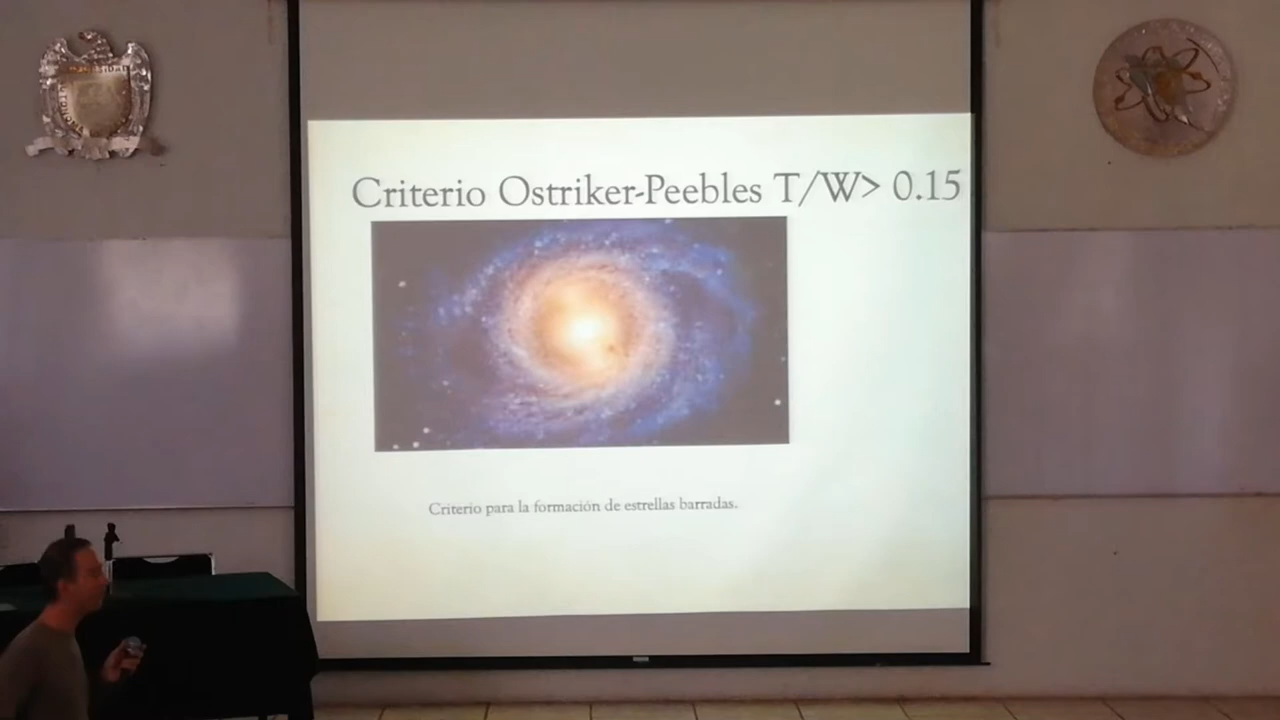 Criterio Ostriker-Peebles T/W> 0.15
Criterio para la formación de estrellas barradas.